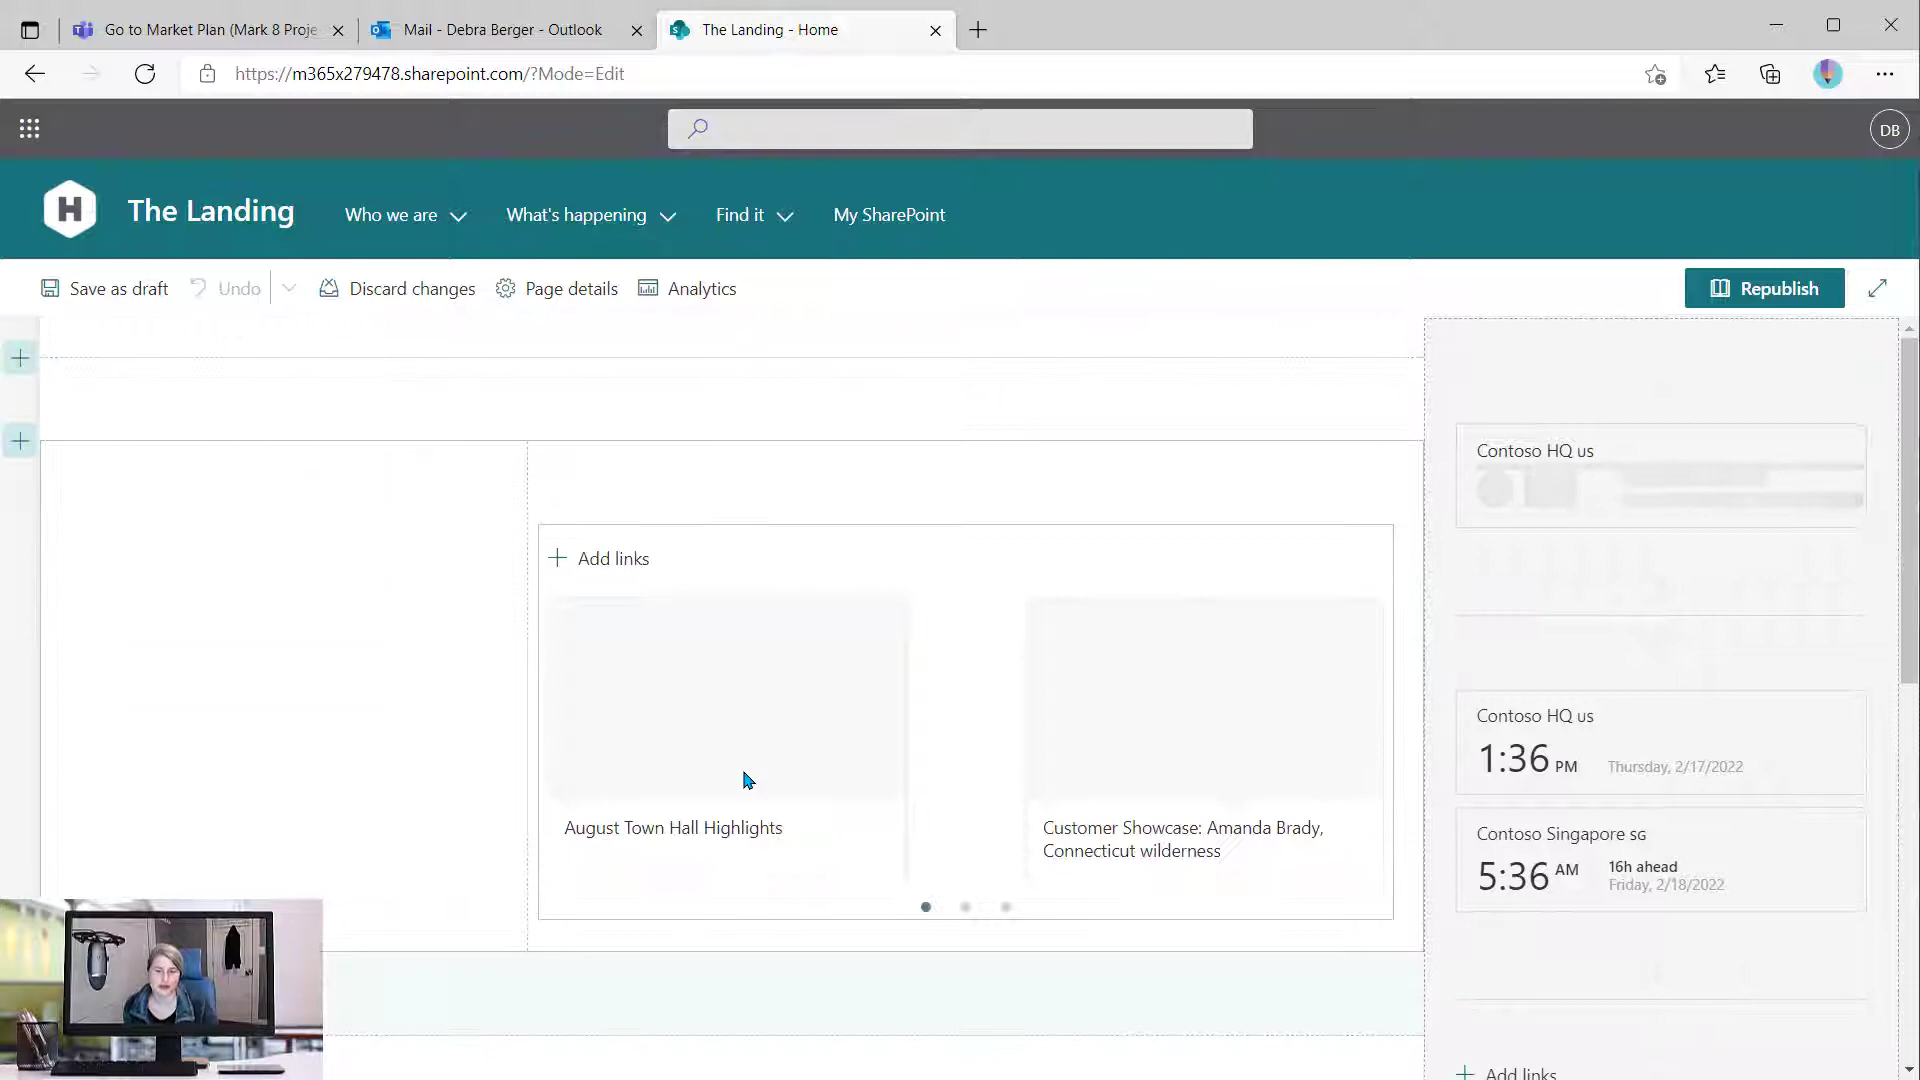 Go to Market Plan (Mark 8 Proje
Mail - Debra Berger - Outlook
The Landing - Home
https://m365x279478.sharepoint.com/?Mode=Edit
DB
H
The Landing
Who we are
What's happening
Find it
My SharePoint
Save as draft
Undo
Discard changes
Page details
Analytics
Republish
Contoso HQ us
Add links
August Town Hall Highlights
Customer Showcase: Amanda Brady,
Connecticut wilderness
Contoso HQ us
1:36 PM Thursday, 2/17/2022
Contoso Singapore sg
5:36 AM 16h ahead
Friday, 2/18/2022
Add links